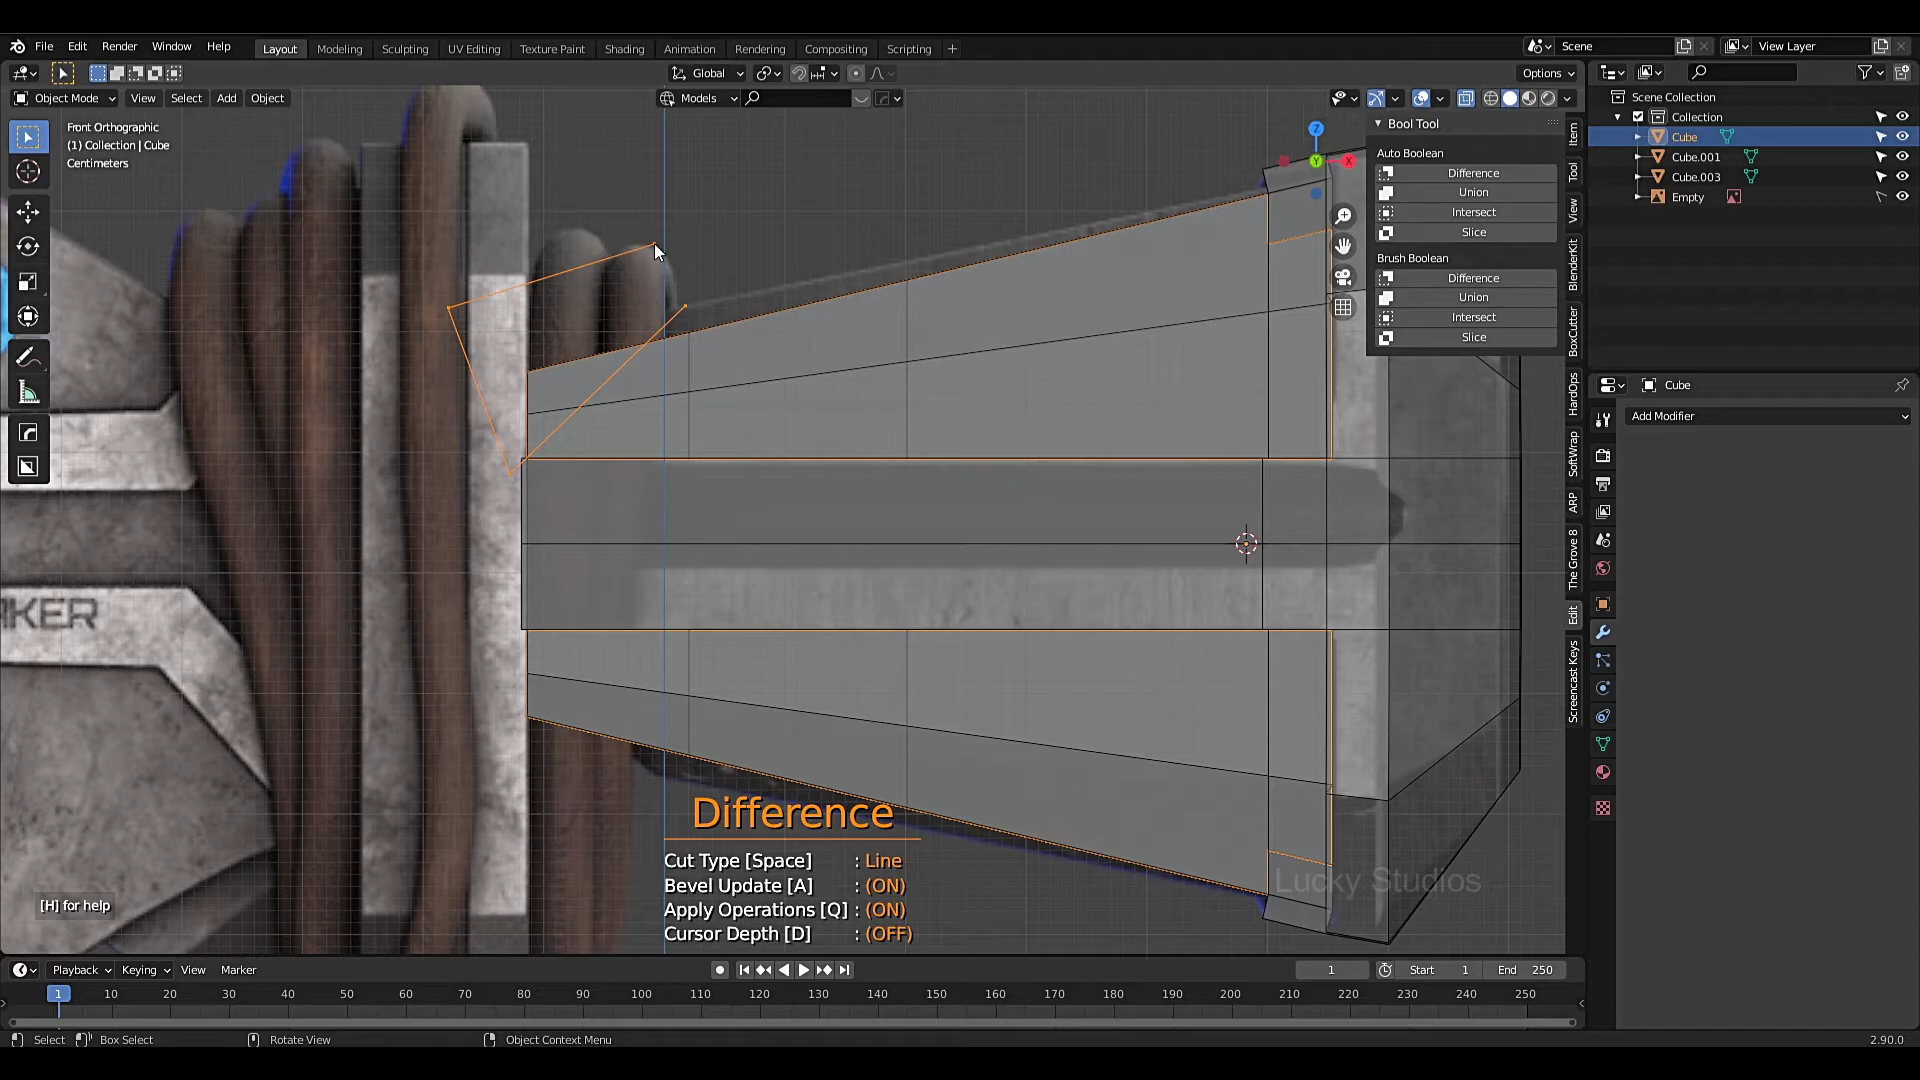 File Edit Render Window Help
Layout Modeling Sculpting UV Editing Texture Paint Shading Animation Rendering Compositing Scripting +
Scene
View Layer
Global
Options
Object Mode View Select Add Object
Models
Front Orthographic
(1) Collection | Cube
Centimeters
Z
Y
X
Bool Tool
Auto Boolean
Difference
Union
Intersect
Slice
Brush Boolean
Difference
Union
Intersect
Slice
Item
Tool
View
BlenderKit
BoxCutter
HardOps
SoftWrap
ARP
The Grove 8
Edit
Screencast Keys
Scene Collection
Collection
Cube
Cube.001
Cube.003
Empty
Cube
Add Modifier
AKER
Difference
Cut Type [Space] : Line
Bevel Update [A] : (ON)
Apply Operations [Q] : (ON)
Cursor Depth [D] : (OFF)
[H] for help
Lucky Studios
Playback Keying View Marker
1
Start 1
End 250
1 10 20 30 40 50 60 70 80 90 100 110 120 130 140 150 160 170 180 190 200 210 220 230 240 250
Select Box Select Rotate View Object Context Menu
2.90.0